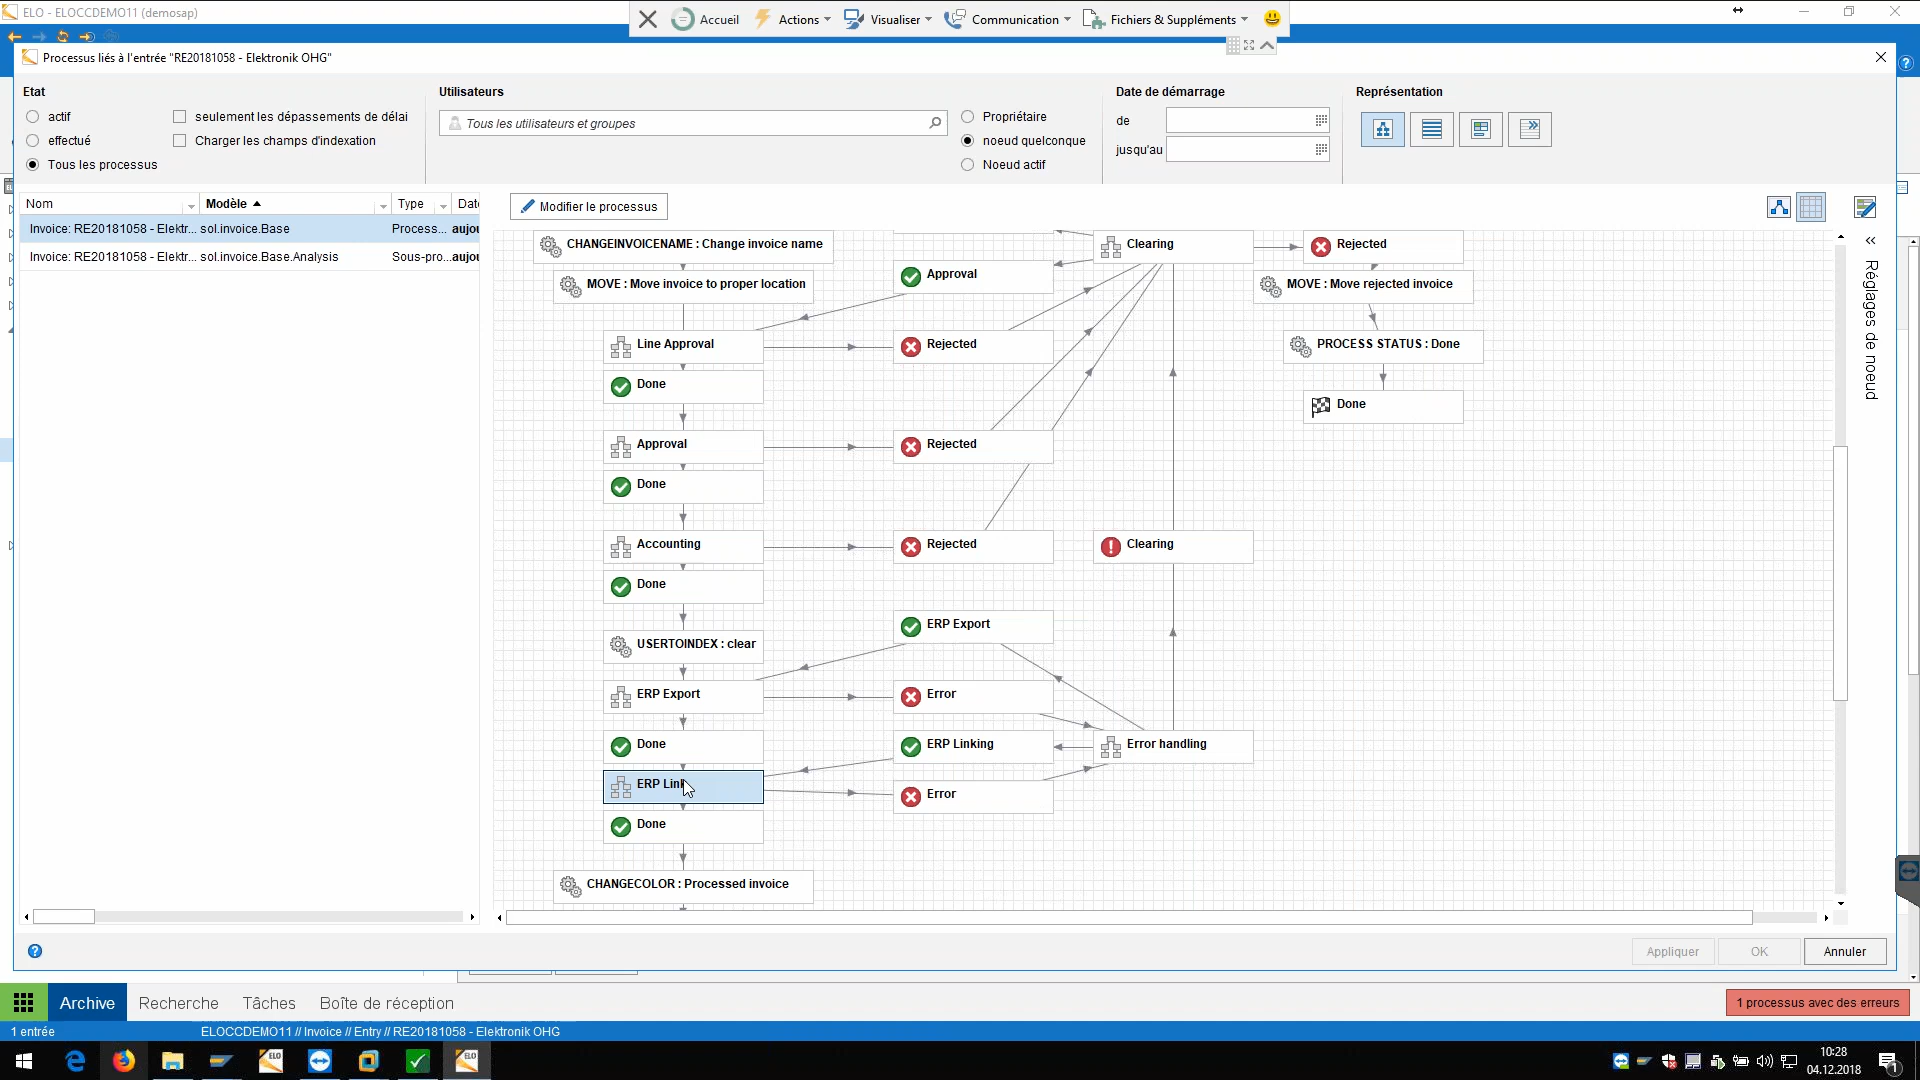 ELO - ELOCCDEMO11 (demosap)
Accueil
Actions
Visualiser
Communication
Fichiers & Suppléments
Processus liés à l'entrée "RE20181058 - Elektronik OHG"
Etat
actif
effectué
Tous les processus
seulement les dépassements de délai
Charger les champs d'indexation
Utilisateurs
Tous les utilisateurs et groupes
Propriétaire
noeud quelconque
Noeud actif
Date de démarrage
de
jusqu'au
Représentation
Nom Modèle Type Date
Invoice: RE20181058 - Elektr... sol.invoice.Base Process... aujou
Invoice: RE20181058 - Elektr... sol.invoice.Base.Analysis Sous-pro... aujou
Modifier le processus
Réglages de noeud
CHANGEINVOICENAME : Change invoice name
Clearing
Rejected
Approval
MOVE : Move invoice to proper location
MOVE : Move rejected invoice
Line Approval
Rejected
PROCESS STATUS : Done
Done
Done
Approval
Rejected
Done
Accounting
Rejected
Clearing
Done
ERP Export
USERTOINDEX : clear
ERP Export
Error
Done
ERP Linking
Error handling
ERP Link
Error
Done
CHANGECOLOR : Processed invoice
Appliquer
OK
Annuler
Archive
Recherche
Tâches
Boîte de réception
1 processus avec des erreurs
1 entrée
ELOCCDEMO11 // Invoice // Entry // RE20181058 - Elektronik OHG
ELO
ELO
10:28
04.12.2018
1